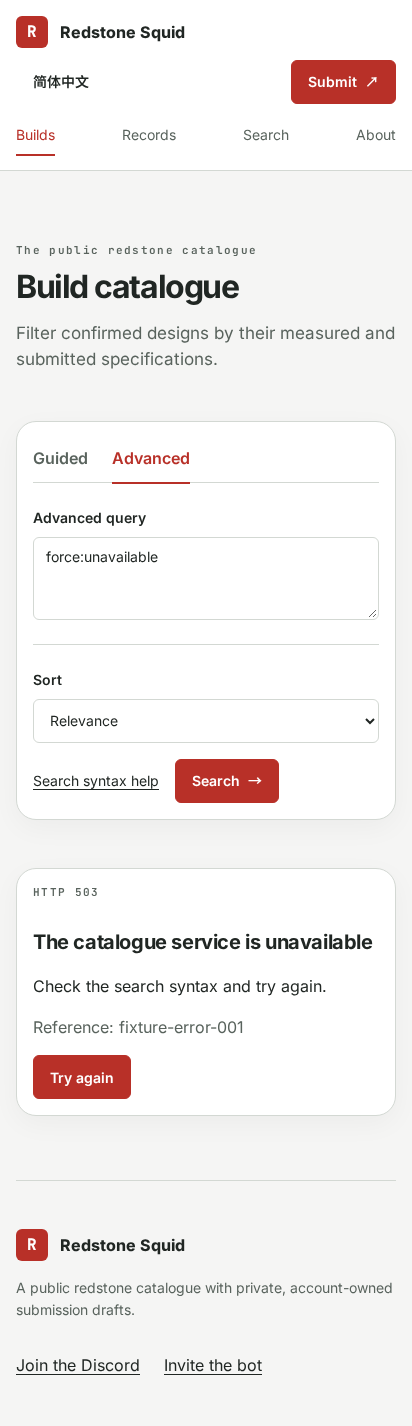 R Redstone Squid
简体中文
Submit ↗
Builds Records Search About
The public redstone catalogue
Build catalogue
Filter confirmed designs by their measured and
submitted specifications.
Guided Advanced
Advanced query
force:unavailable
Sort
Relevance
Search syntax help Search →
HTTP 503
The catalogue service is unavailable
Check the search syntax and try again.
Reference: fixture-error-001
Try again
R Redstone Squid
A public redstone catalogue with private, account-owned
submission drafts.
Join the Discord Invite the bot